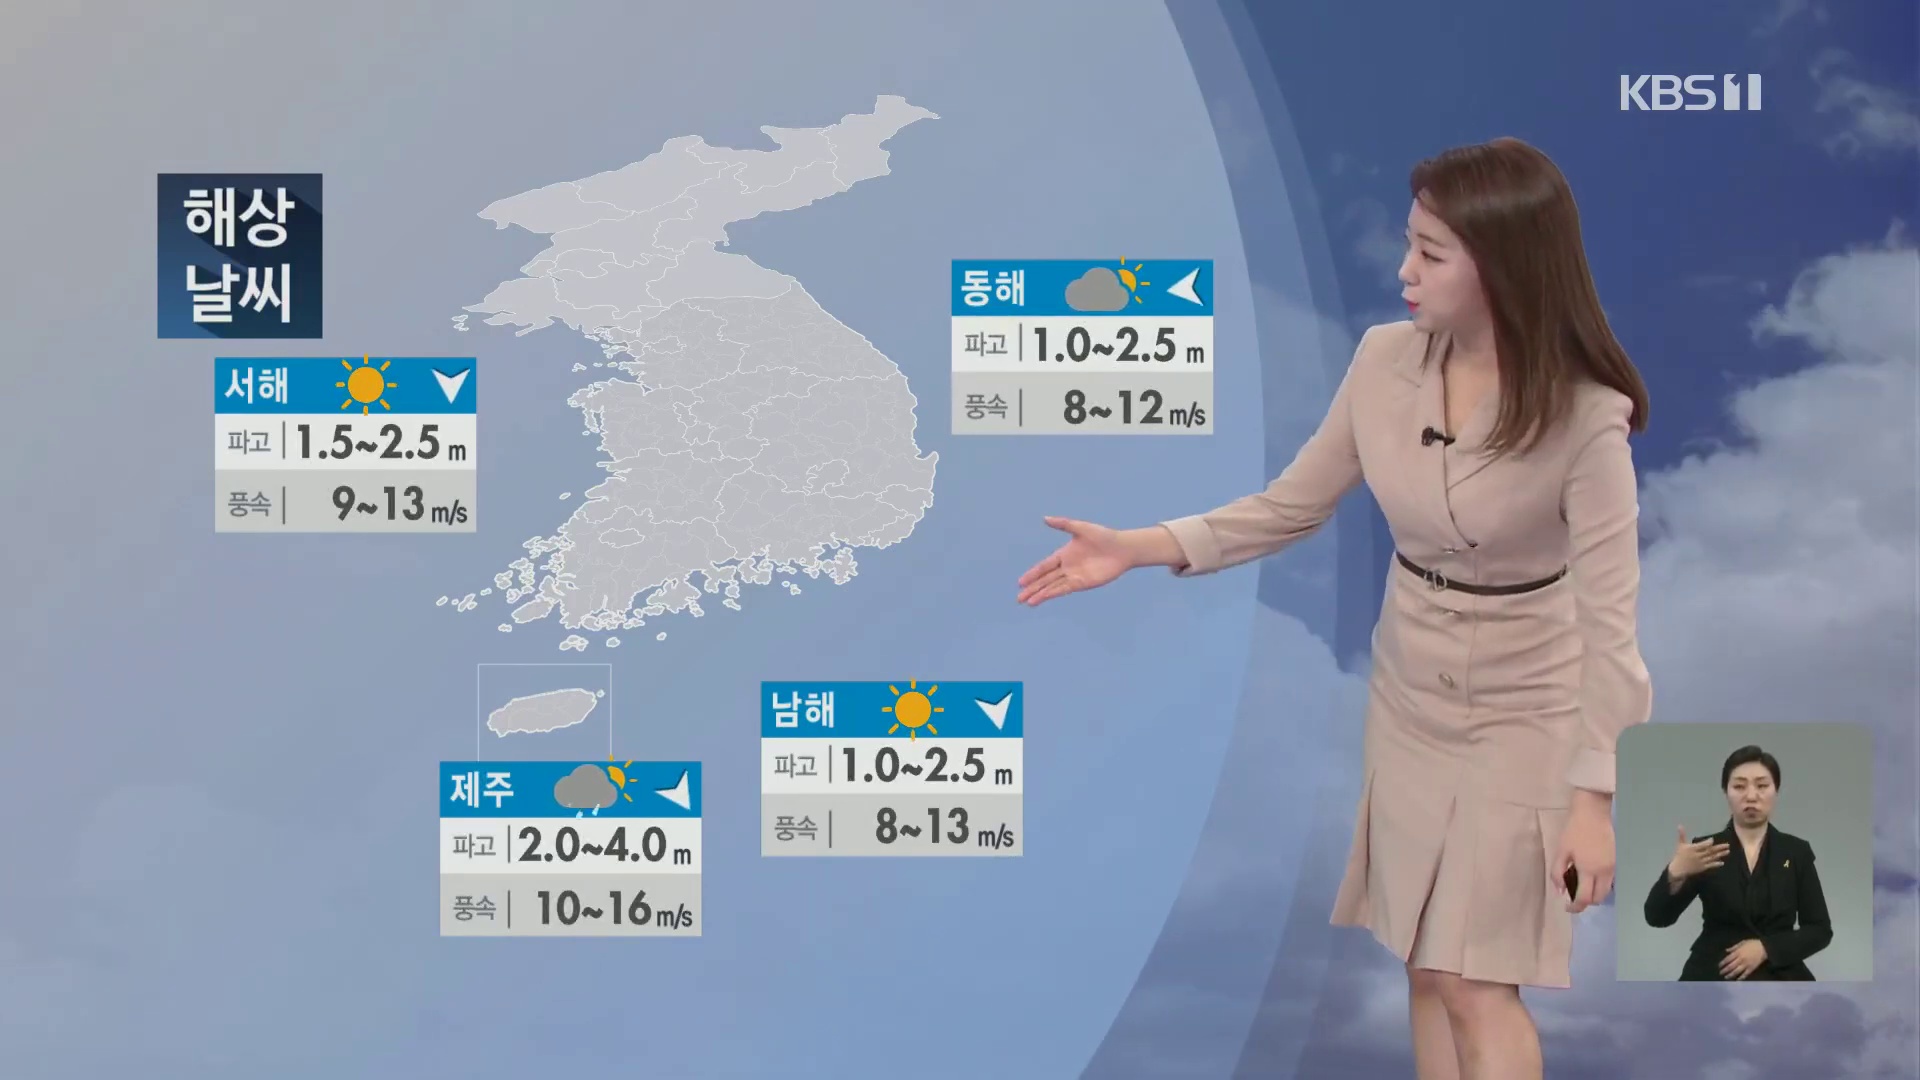 KBS 1
해상
날씨
동해
파고 1.0~2.5 m
풍속 8~12 m/s
서해
파고 1.5~2.5 m
풍속 9~13 m/s
남해
파고 1.0~2.5 m
풍속 8~13 m/s
제주
파고 2.0~4.0 m
풍속 10~16 m/s